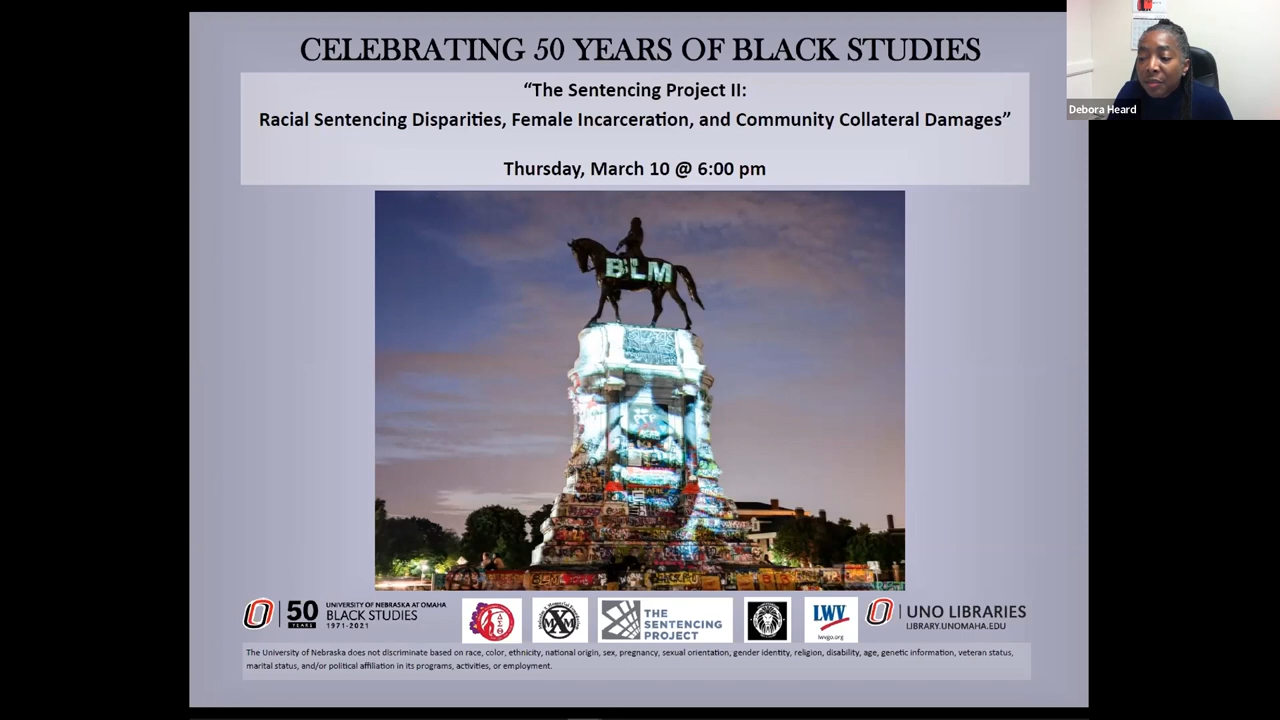 CELEBRATING 50 YEARS OF BLACK STUDIES
“The Sentencing Project II:
Racial Sentencing Disparities, Female Incarceration, and Community Collateral Damages”
Thursday, March 10 @ 6:00 pm
Debora Heard
BLM
BLM
O
50
YEARS
UNIVERSITY OF NEBRASKA AT OMAHA
BLACK STUDIES
1971-2021
THE
SENTENCING
PROJECT
LWV
lwvgo.org
O
UNO LIBRARIES
LIBRARY.UNOMAHA.EDU
The University of Nebraska does not discriminate based on race, color, ethnicity, national origin, sex, pregnancy, sexual orientation, gender identity, religion, disability, age, genetic information, veteran status,
marital status, and/or political affiliation in its programs, activities, or employment.